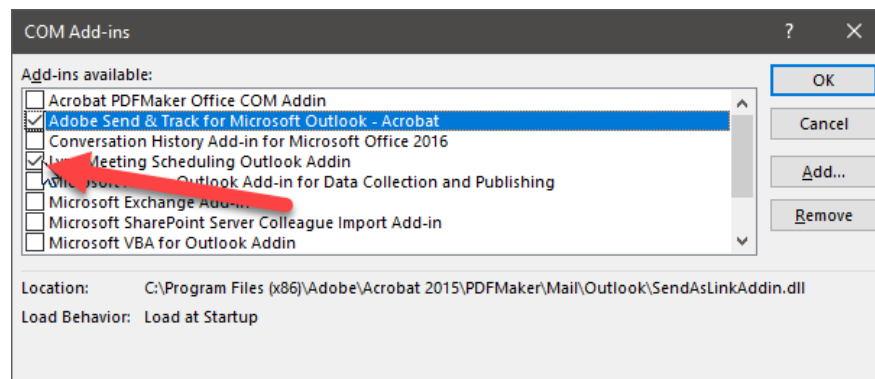 COM Add-ins
Add-ins available:
OK
Acrobat PDFMaker Office COM Addin
Adobe Send & Track for Microsoft Outlook - Acrobat
Cancel
Conversation History Add-in for Microsoft Office 2016
Meeting Scheduling Outlook Addin
Add...
Outlook Add-in for Data Collection and Publishing
Microsoft Exchange Add-in
Remove
Microsoft SharePoint Server Colleague Import Add-in
Microsoft VBA for Outlook Addin
Location: C:\Program Files (x86)\Adobe\Acrobat 2015\PDFMaker\Mail\Outlook\SendAsLinkAddin.dll
Load Behavior: Load at Startup